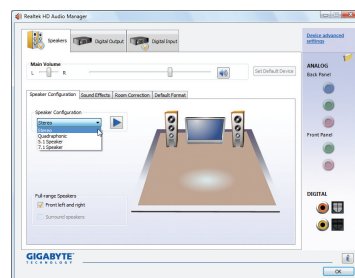 Realtek HD Audio Manager
Speakers
Digital Output
Digital Input
Device advanced
settings
Main Volume
L
R
Set Default Device
ANALOG
Back Panel
Speaker Configuration
Sound Effects
Room Correction
Default Format
Speaker Configuration
Stereo
Stereo
Quadraphonic
5.1 Speaker
7.1 Speaker
Front Panel
Full-range Speakers
Front left and right
Surround speakers
DIGITAL
GIGABYTE
TECHNOLOGY
i
OK